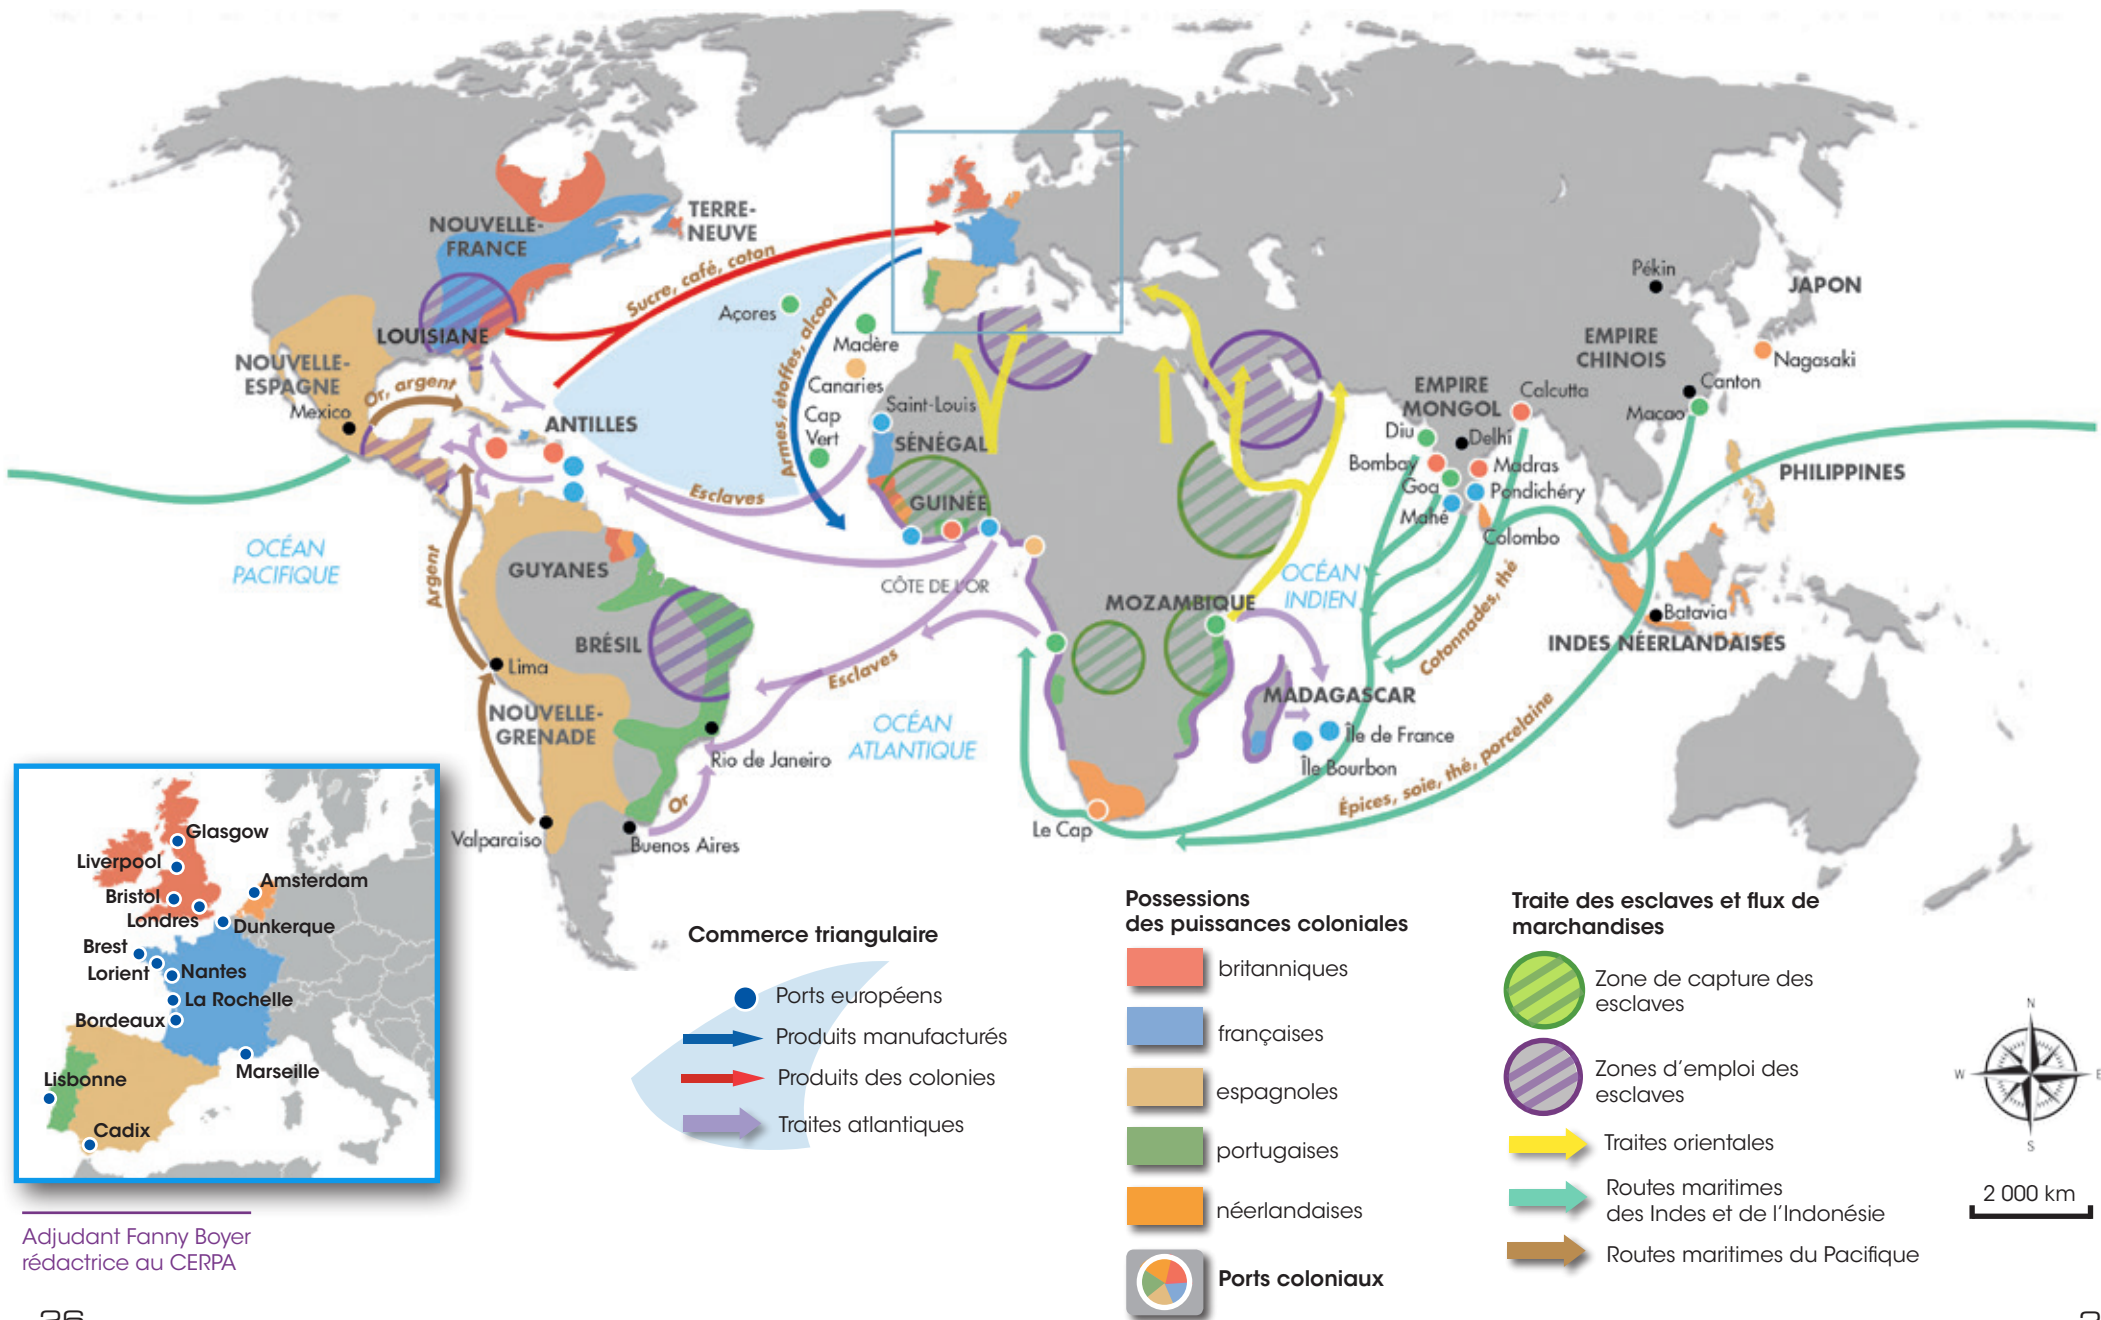 TERRE-
NEUVE
NOUVELLE-
FRANCE
Sucre, café, coton
LOUISIANE
NOUVELLE-
ESPAGNE
Or, argent
Mexico
ANTILLES
Açores
Madère
Canaries
Cap
Vert
Armes, étoffes, alcool
Saint-Louis
SÉNÉGAL
GUINÉE
Esclaves
CÔTE DE L'OR
OCÉAN
PACIFIQUE
Argent
GUYANES
BRÉSIL
Lima
NOUVELLE-
GRENADE
Esclaves
OCÉAN
ATLANTIQUE
Rio de Janeiro
Or
Valparaiso
Buenos Aires
Pékin
JAPON
EMPIRE
CHINOIS
Nagasaki
Canton
Macao
EMPIRE
MONGOL
Calcutta
Diu
Delhi
Bombay
Madras
Goa
Pondichéry
Mahé
Colombo
PHILIPPINES
OCÉAN
INDIEN
MOZAMBIQUE
Cotonnades, thé
Batavia
INDES NÉERLANDAISES
MADAGASCAR
Île de France
Île Bourbon
Épices, soie, thé, porcelaine
Le Cap
Glasgow
Liverpool
Bristol
Amsterdam
Londres
Dunkerque
Brest
Lorient
Nantes
La Rochelle
Bordeaux
Marseille
Lisbonne
Cadix
Adjudant Fanny Boyer
rédactrice au CERPA
Commerce triangulaire
Ports européens
Produits manufacturés
Produits des colonies
Traites atlantiques
Possessions
des puissances coloniales
britanniques
françaises
espagnoles
portugaises
néerlandaises
Ports coloniaux
Traite des esclaves et flux de
marchandises
Zone de capture des
esclaves
Zones d'emploi des
esclaves
Traites orientales
Routes maritimes
des Indes et de l'Indonésie
Routes maritimes du Pacifique
N
W
E
S
2 000 km